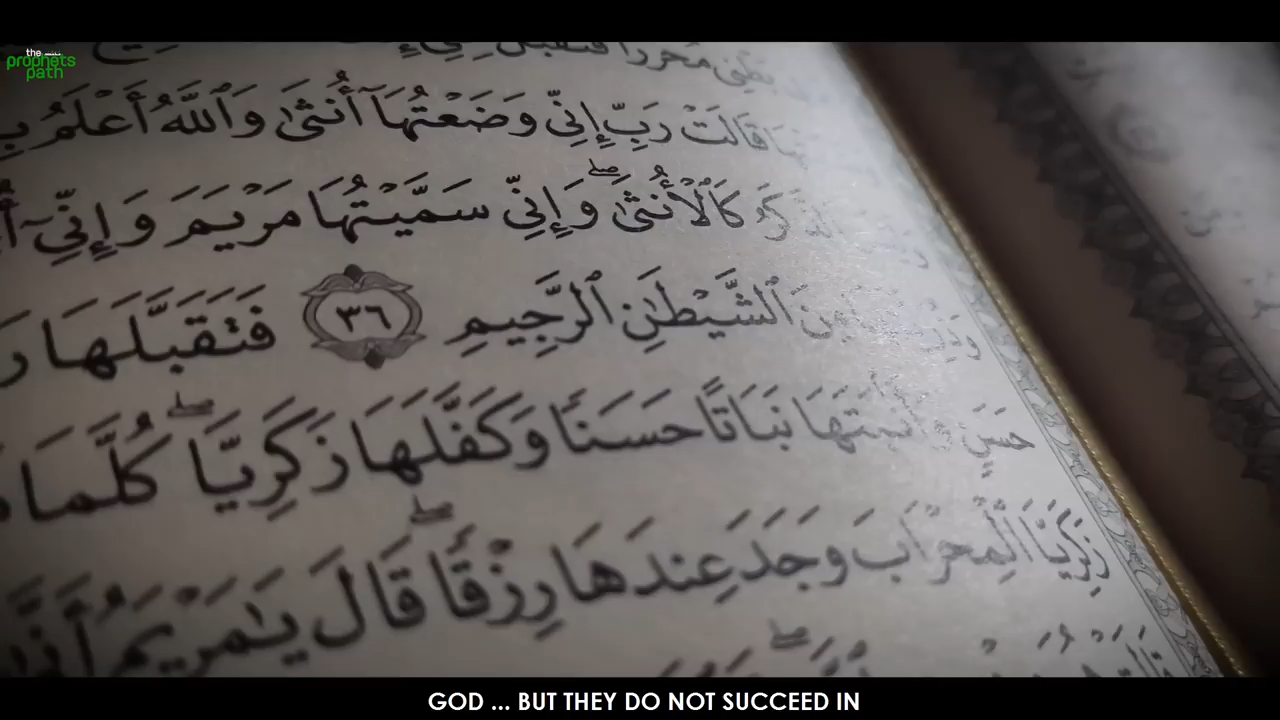 the
prophets
path
قَالَتْ رَبِّ إِنِّي وَضَعْتُهَآ أُنثَىٰ وَٱللَّهُ أَعْلَمُ
كَٱلْأُنثَىٰ ۖ وَإِنِّي سَمَّيْتُهَا مَرْيَمَ وَإِنِّيٓ
مِنَ ٱلشَّيْطَٰنِ ٱلرَّجِيمِ ٣٦ فَتَقَبَّلَهَا
حَسَنٍ نَبَاتًا حَسَنًا وَكَفَّلَهَا زَكَرِيَّا ۖ كُلَّمَا
زَكَرِيَّا ٱلْمِحْرَابَ وَجَدَ عِندَهَا رِزْقًا ۖ قَالَ يَٰمَرْيَمُ
GOD ... BUT THEY DO NOT SUCCEED IN